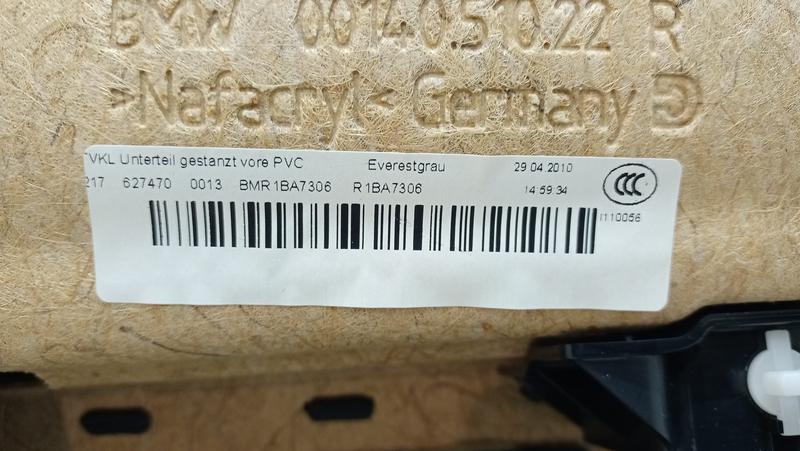 BMW 00140.510.22 R
>Nafacryl< Germany
TVKL Unterteil gestanzt vore PVC Everestgrau 29.04.2010
217 627470 0013 BMR1BA7306 R1BA7306 14:59:34
CCC
I110056